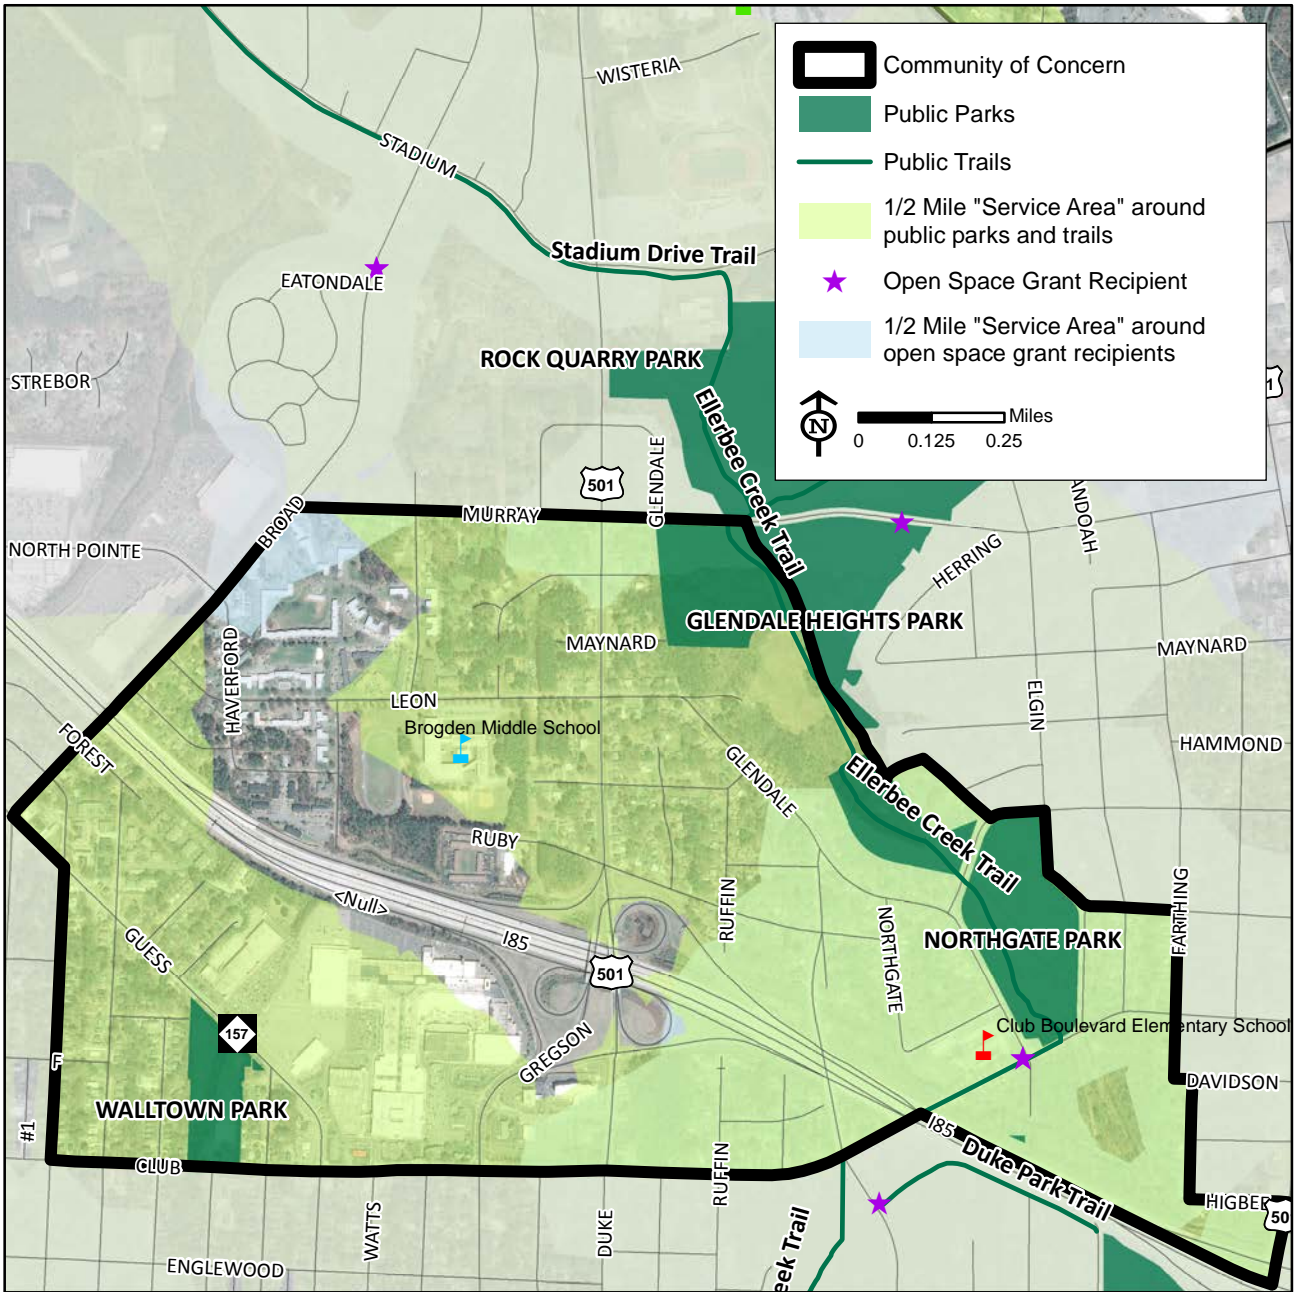 WISTERIA
Community of Concern
Public Parks
Public Trails
1/2 Mile "Service Area" around
public parks and trails
Open Space Grant Recipient
1/2 Mile "Service Area" around
open space grant recipients
N
Miles
0 0.125 0.25
STADIUM
Stadium Drive Trail
EATONDALE
ROCK QUARRY PARK
STREBOR
1
Ellerbee Creek Trail
501
GLENDALE
BROAD
MURRAY
NORTH POINTE
ANDOAH
HERRING
GLENDALE HEIGHTS PARK
MAYNARD
MAYNARD
HAVERFORD
LEON
ELGIN
Brogden Middle School
FOREST
HAMMOND
GLENDALE
Ellerbee Creek Trail
RUBY
<Null>
RUFFIN
FARTHING
GUESS
I85
NORTHGATE
NORTHGATE PARK
501
157
Club Boulevard Elementary School
GREGSON
F
DAVIDSON
WALLTOWN PARK
#1
I85
Duke Park Trail
CLUB
RUFFIN
HIGBEE
50
WATTS
DUKE
eek Trail
ENGLEWOOD